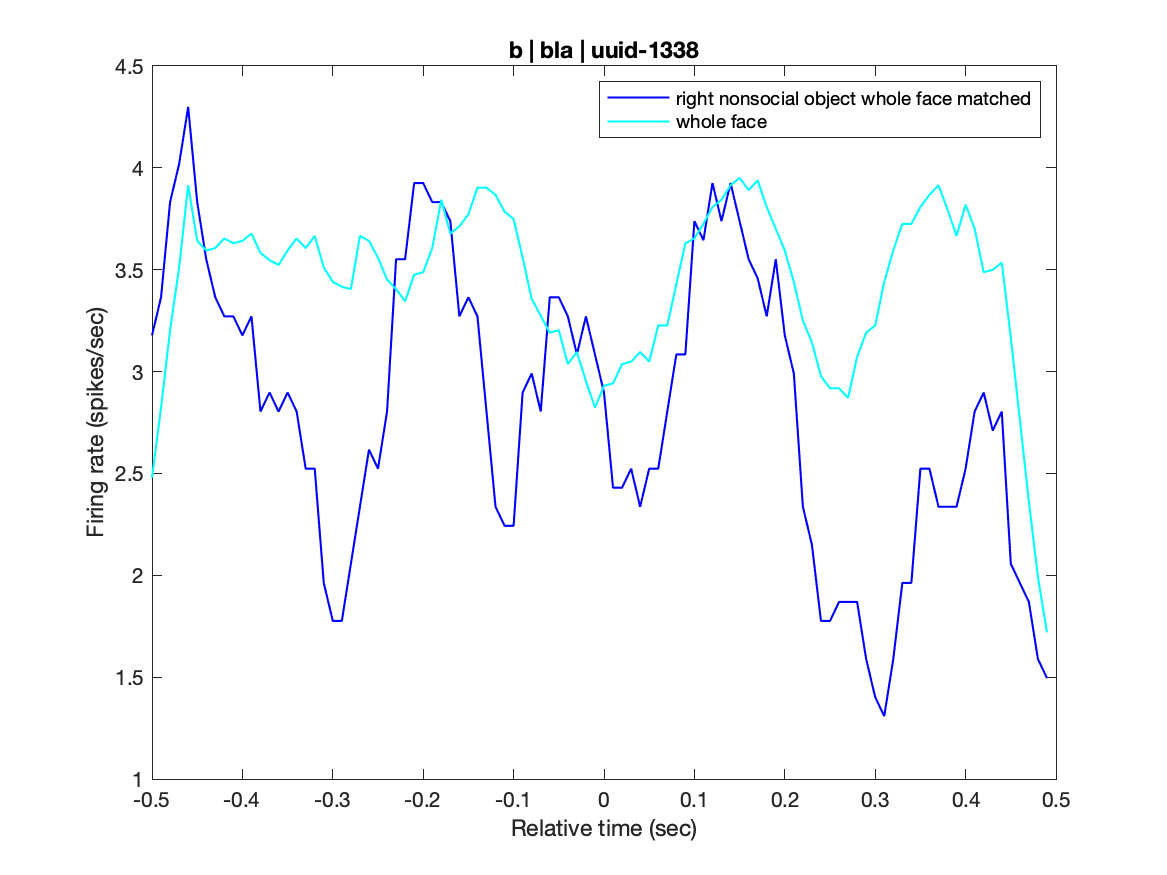 b | bla | uuid-1338
4.5
4
3.5
3
2.5
2
1.5
1
Firing rate (spikes/sec)
right nonsocial object whole face matched
whole face
-0.5 -0.4 -0.3 -0.2 -0.1 0 0.1 0.2 0.3 0.4 0.5
Relative time (sec)